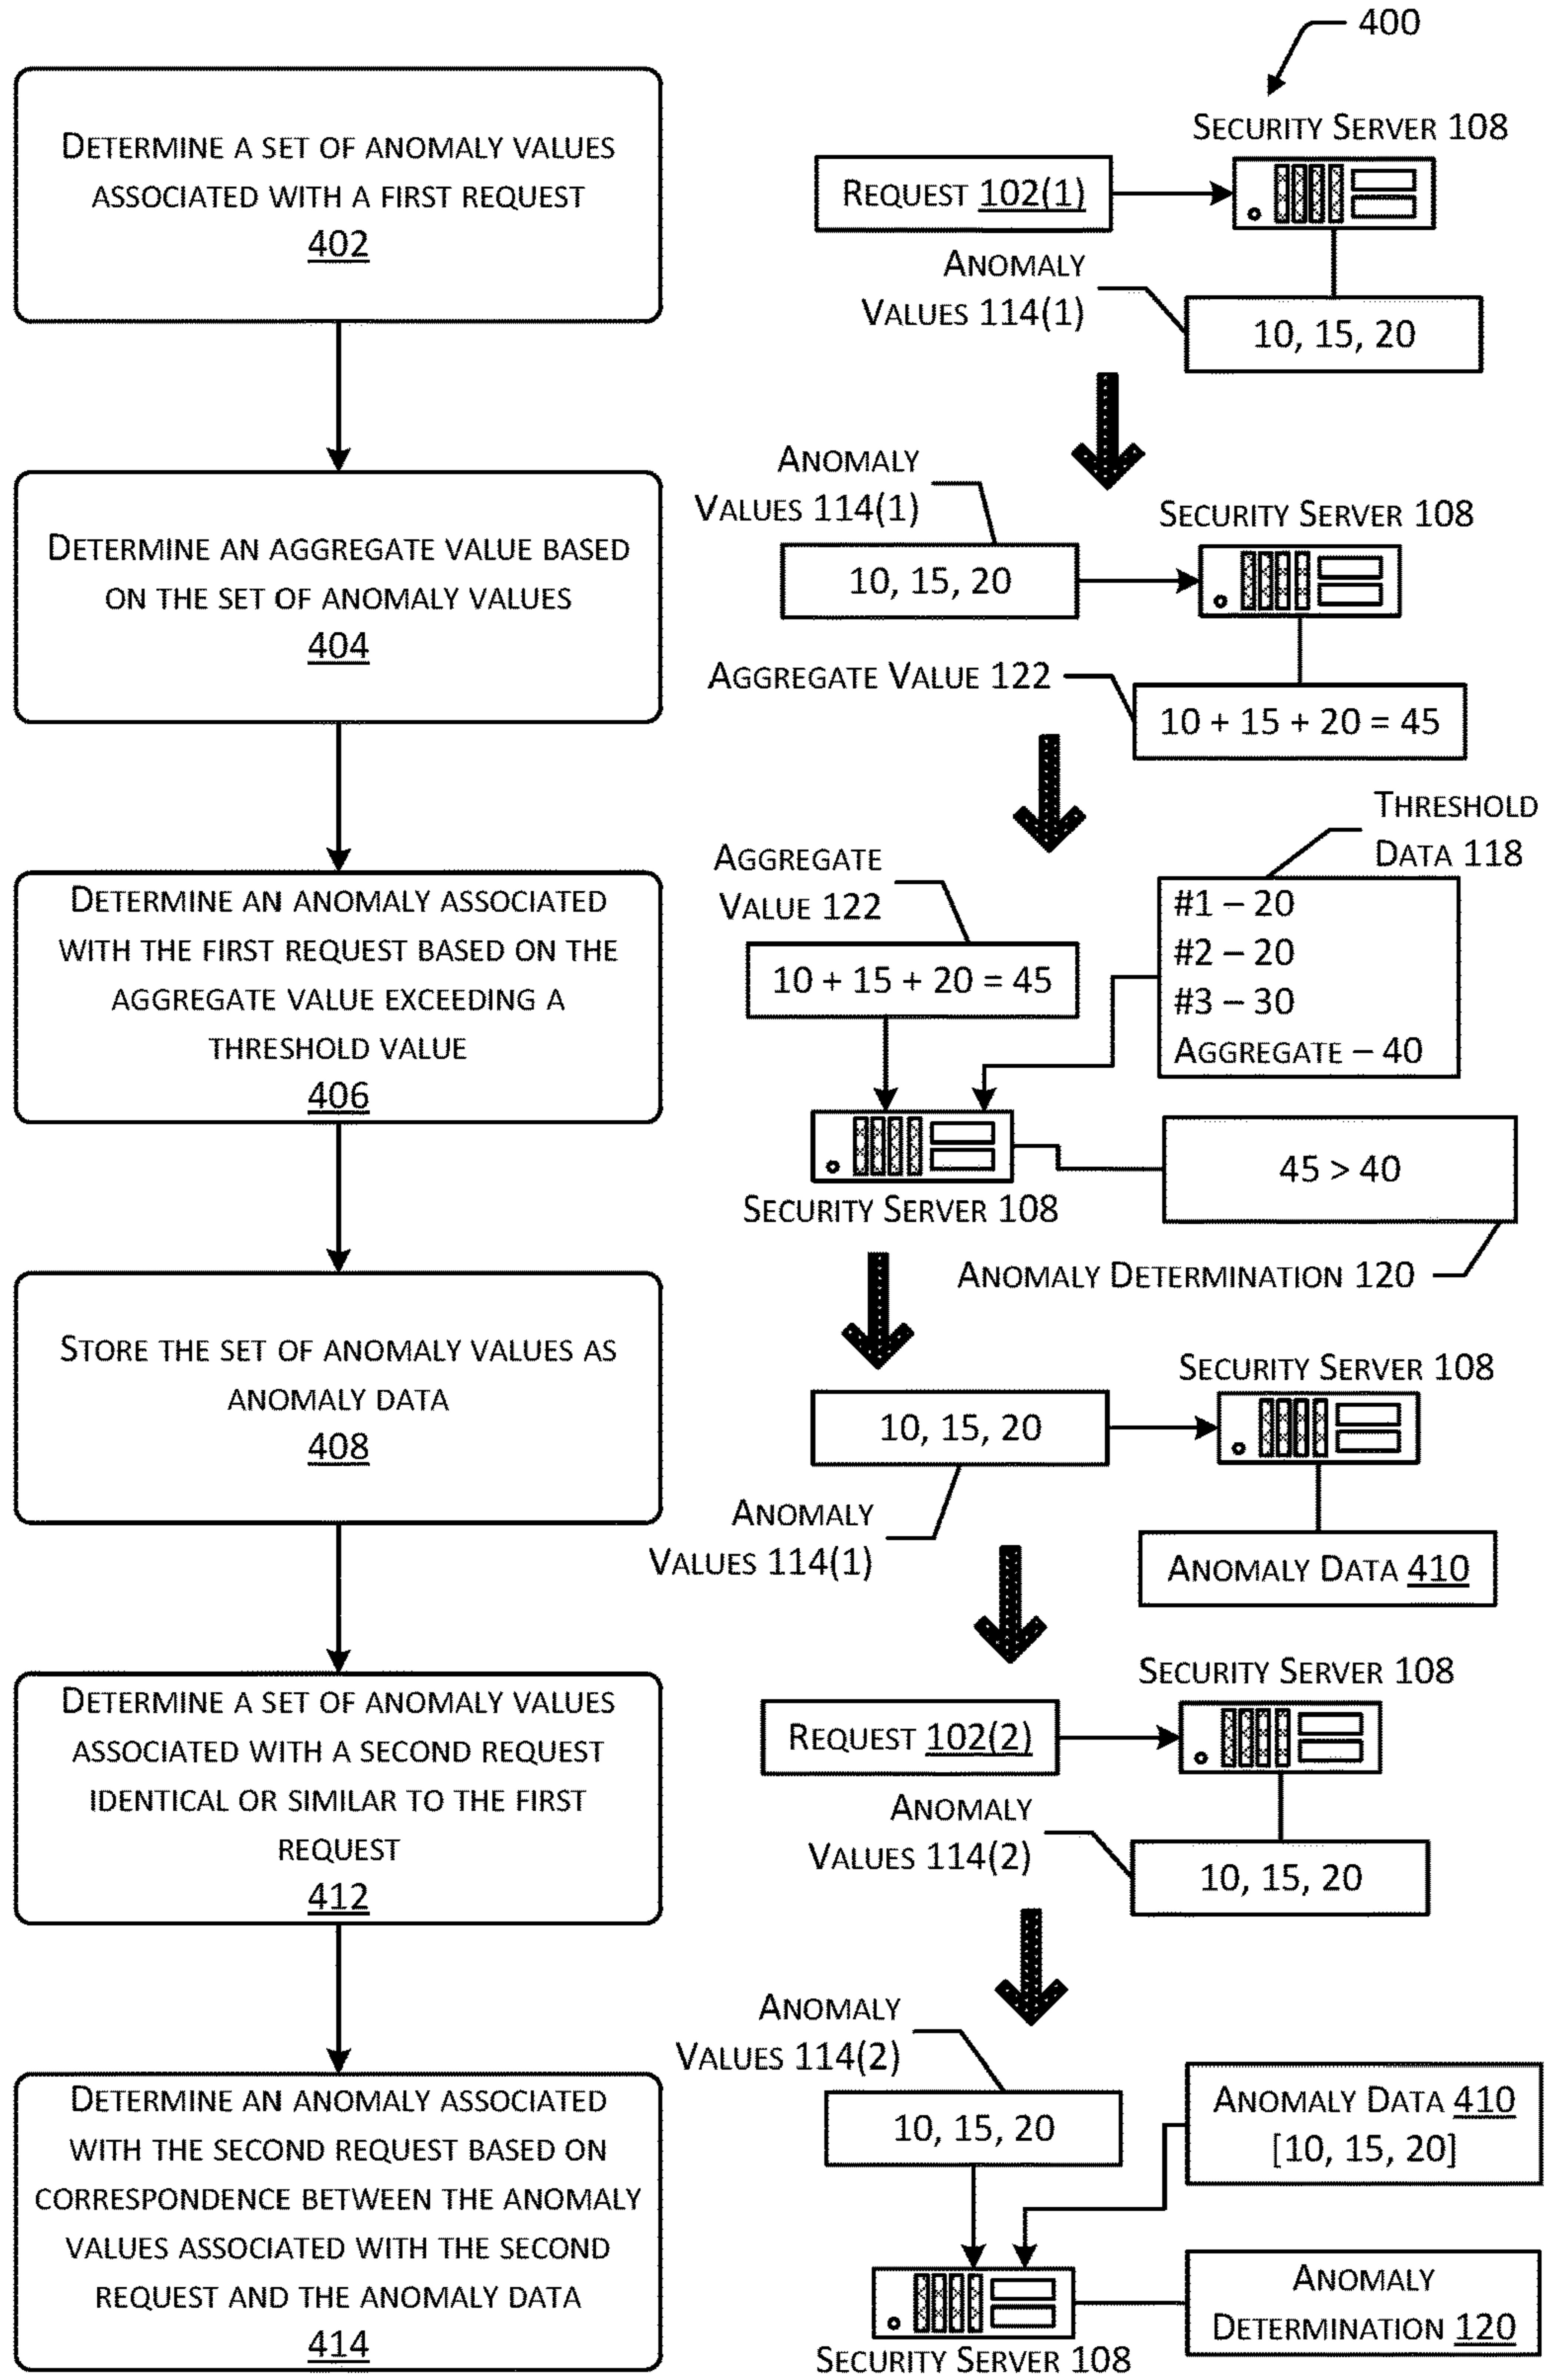 400
DETERMINE A SET OF ANOMALY VALUES
ASSOCIATED WITH A FIRST REQUEST
402
SECURITY SERVER 108
REQUEST 102(1)
ANOMALY
VALUES 114(1)
10, 15, 20
DETERMINE AN AGGREGATE VALUE BASED
ON THE SET OF ANOMALY VALUES
404
ANOMALY
VALUES 114(1)
SECURITY SERVER 108
10, 15, 20
AGGREGATE VALUE 122
10 + 15 + 20 = 45
DETERMINE AN ANOMALY ASSOCIATED
WITH THE FIRST REQUEST BASED ON THE
AGGREGATE VALUE EXCEEDING A
THRESHOLD VALUE
406
THRESHOLD
DATA 118
AGGREGATE
VALUE 122
#1 – 20
#2 – 20
#3 – 30
AGGREGATE – 40
10 + 15 + 20 = 45
45 > 40
SECURITY SERVER 108
ANOMALY DETERMINATION 120
STORE THE SET OF ANOMALY VALUES AS
ANOMALY DATA
408
SECURITY SERVER 108
10, 15, 20
ANOMALY
VALUES 114(1)
ANOMALY DATA 410
DETERMINE A SET OF ANOMALY VALUES
ASSOCIATED WITH A SECOND REQUEST
IDENTICAL OR SIMILAR TO THE FIRST
REQUEST
412
SECURITY SERVER 108
REQUEST 102(2)
ANOMALY
VALUES 114(2)
10, 15, 20
DETERMINE AN ANOMALY ASSOCIATED
WITH THE SECOND REQUEST BASED ON
CORRESPONDENCE BETWEEN THE ANOMALY
VALUES ASSOCIATED WITH THE SECOND
REQUEST AND THE ANOMALY DATA
414
ANOMALY
VALUES 114(2)
10, 15, 20
ANOMALY DATA 410
[10, 15, 20]
ANOMALY
DETERMINATION 120
SECURITY SERVER 108